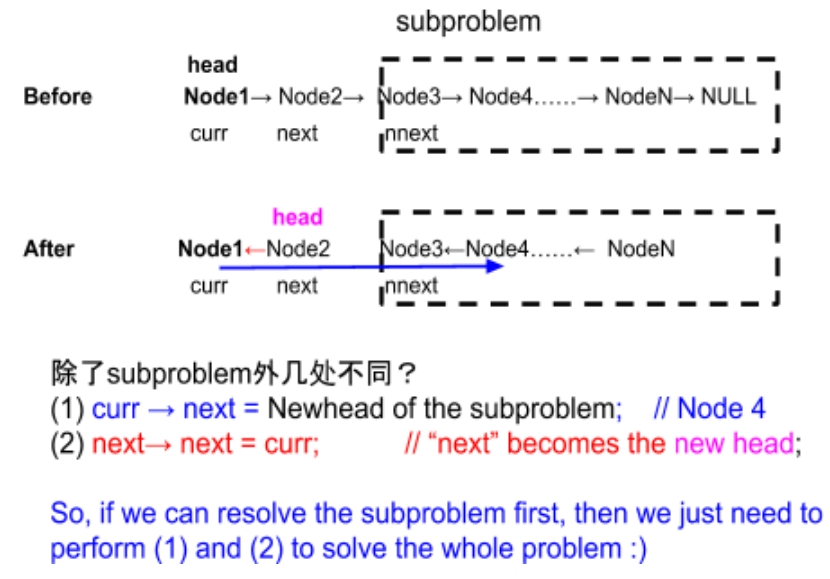 subproblem
head
Before Node1→ Node2→ Node3→ Node4......→ NodeN→ NULL
curr next nnext
head
After Node1←Node2 Node3←Node4......← NodeN
curr next nnext
除了subproblem外几处不同？
(1) curr → next = Newhead of the subproblem; // Node 4
(2) next→ next = curr; // “next” becomes the new head;
So, if we can resolve the subproblem first, then we just need to
perform (1) and (2) to solve the whole problem :)